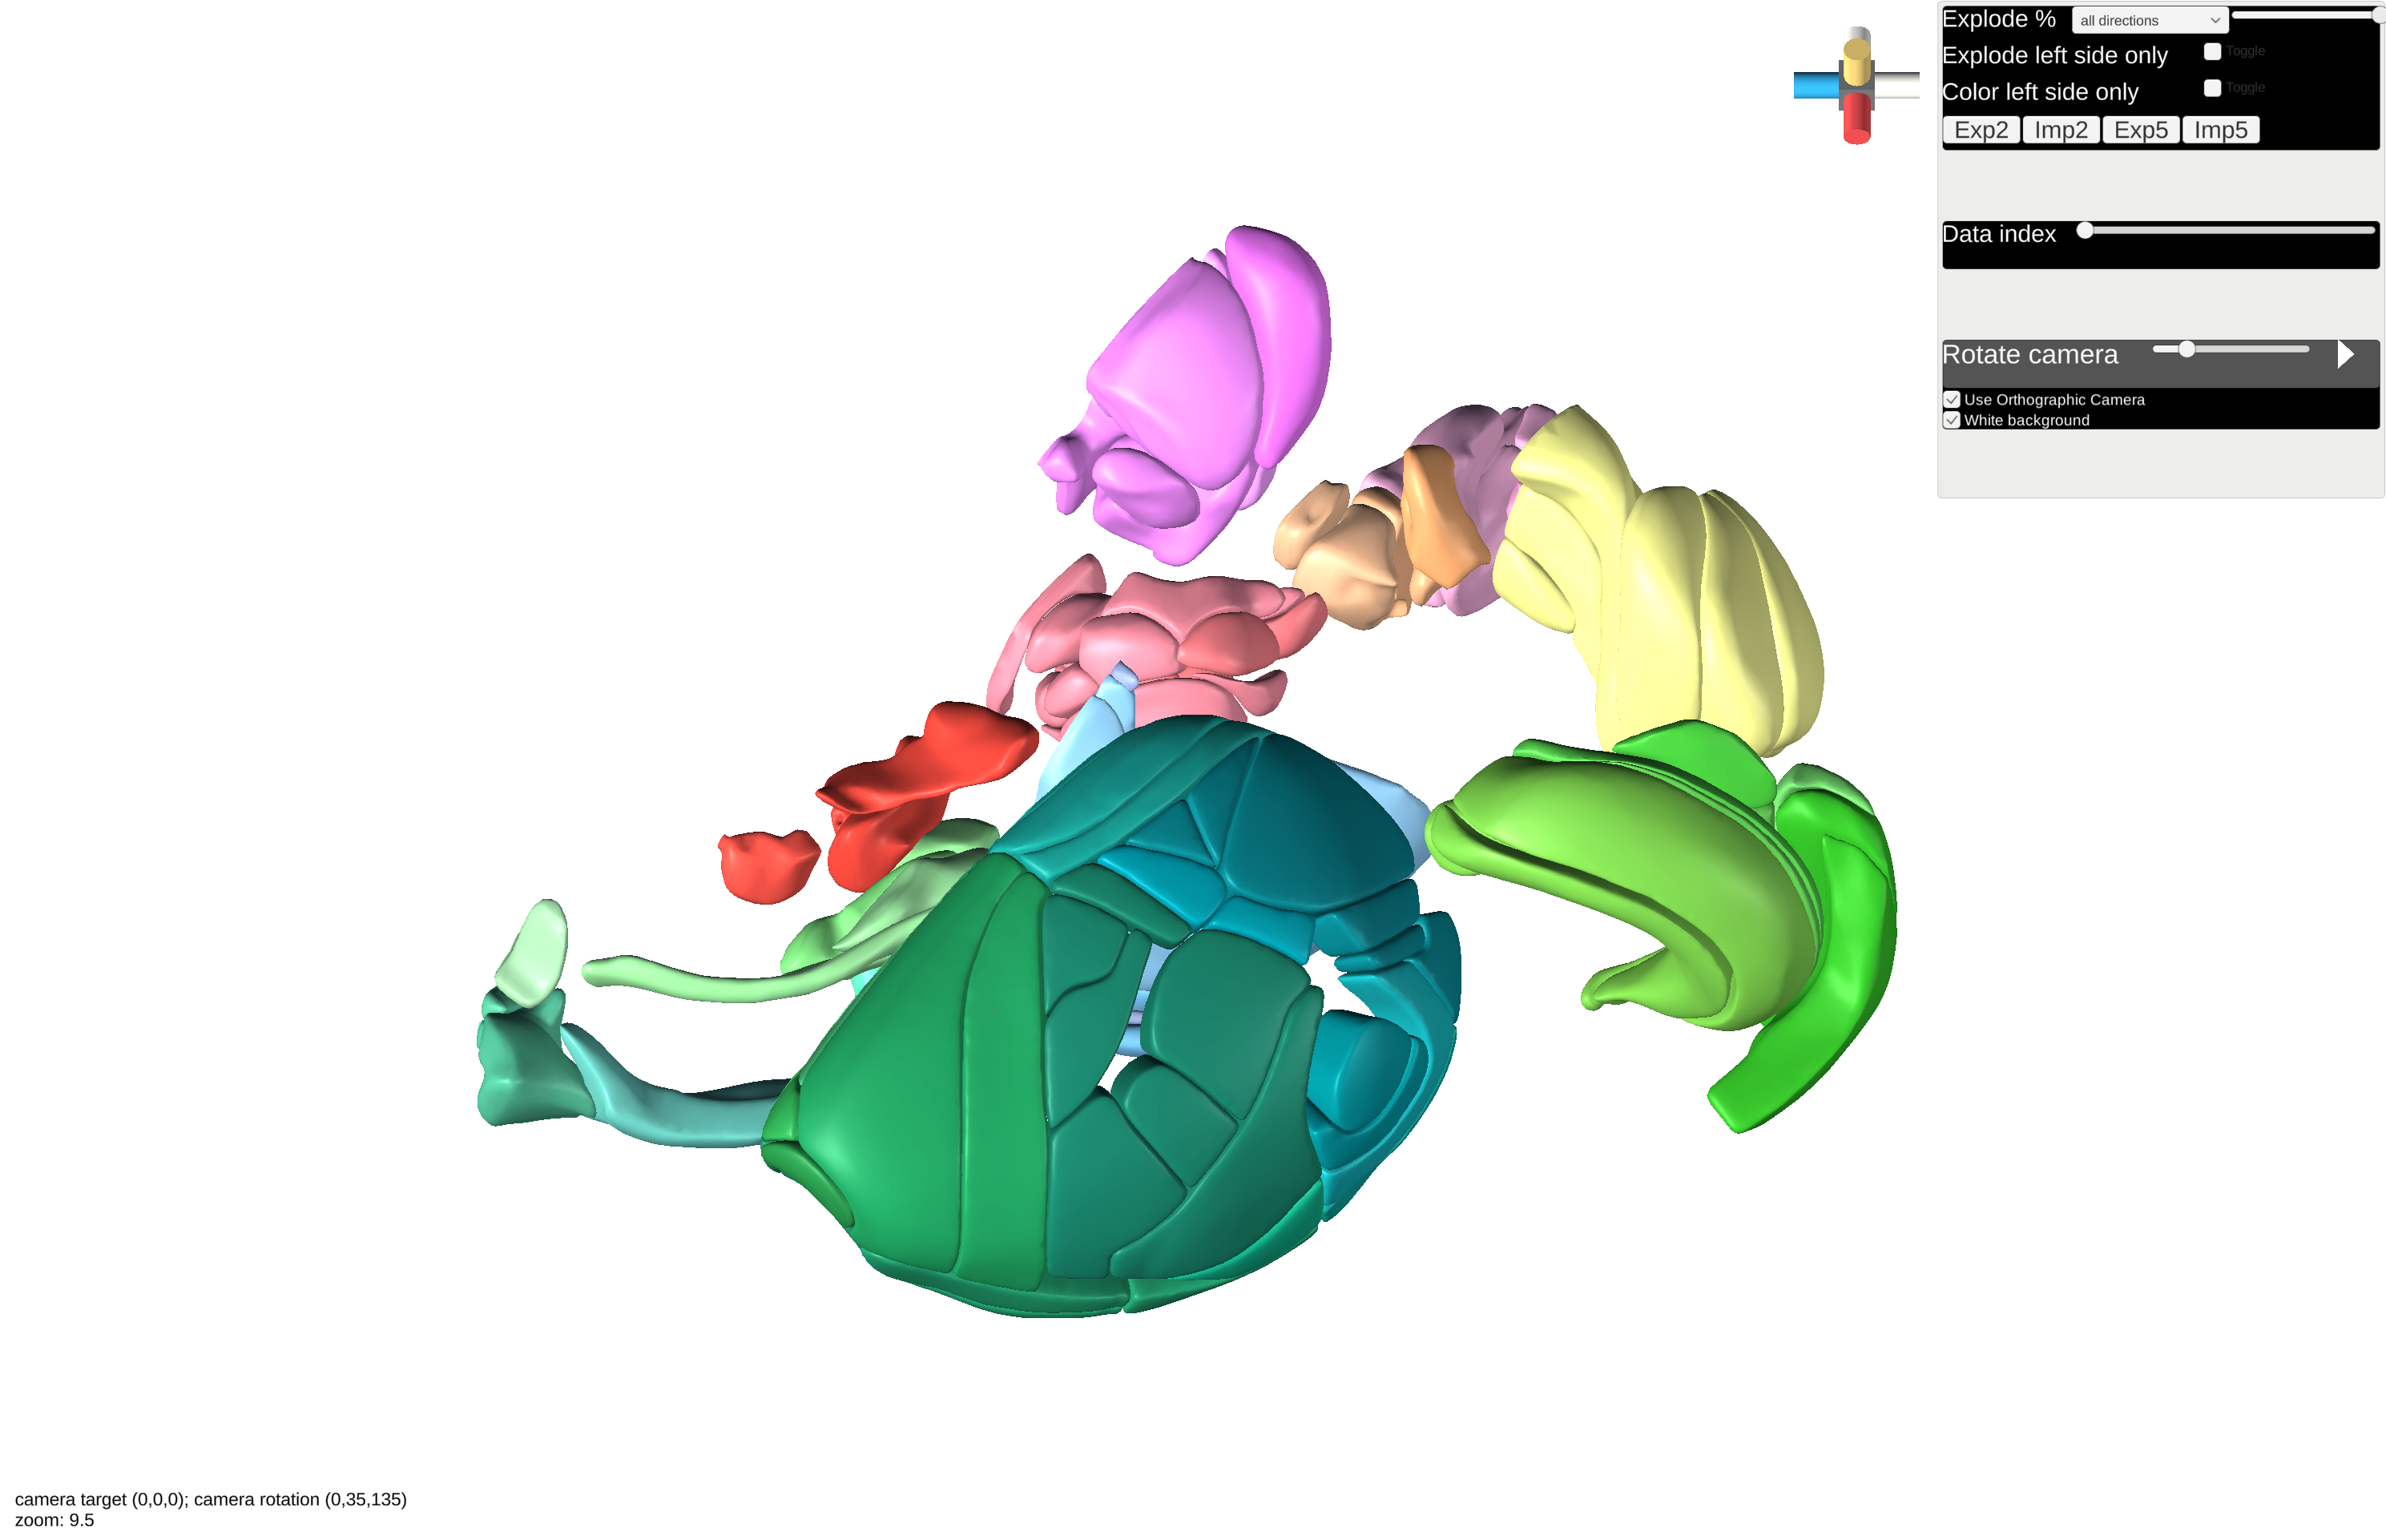 Explode %
all directions
Explode left side only
Toggle
Color left side only
Toggle
Exp2
Imp2
Exp5
Imp5
Data index
Rotate camera
Use Orthographic Camera
White background
camera target (0,0,0); camera rotation (0,35,135)
zoom: 9.5